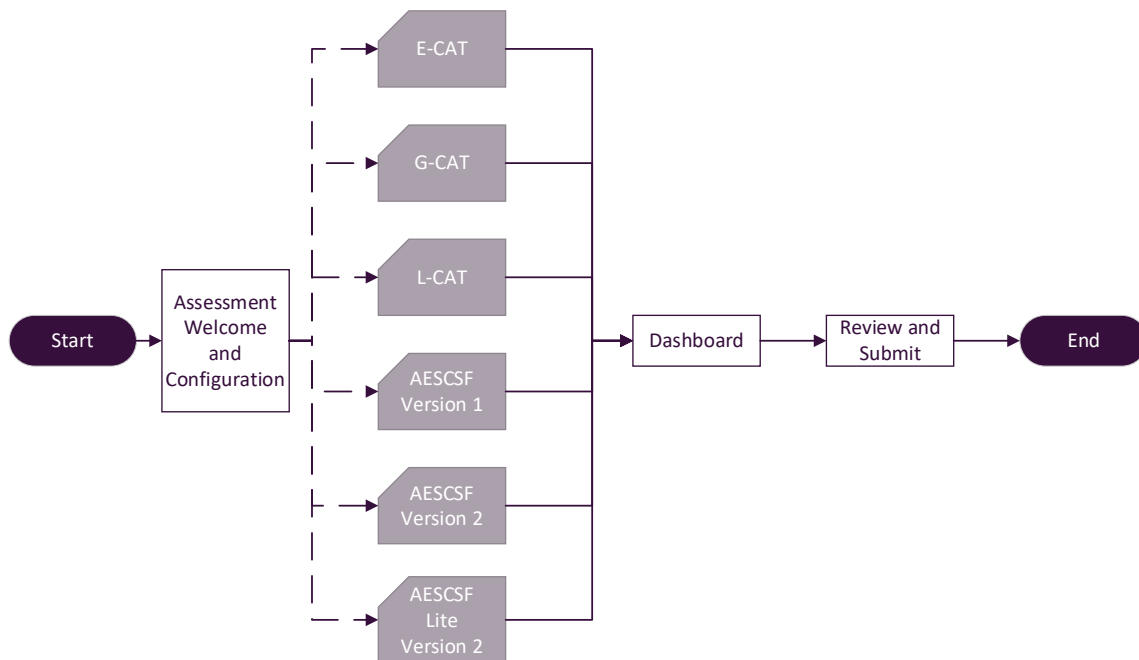 E-CAT
G-CAT
L-CAT
Start
Assessment
Welcome
and
Configuration
AESCSF
Version 1
AESCSF
Version 2
AESCSF
Lite
Version 2
Dashboard
Review and
Submit
End